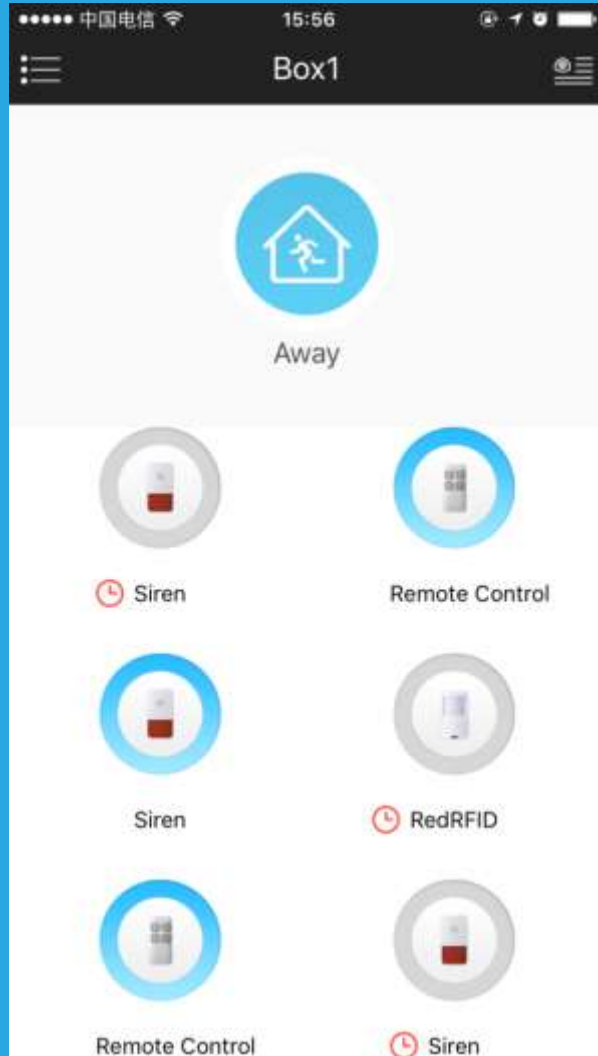 中国电信 15:56
Box1
Away
Siren Remote Control
Siren RedRFID
Remote Control Siren